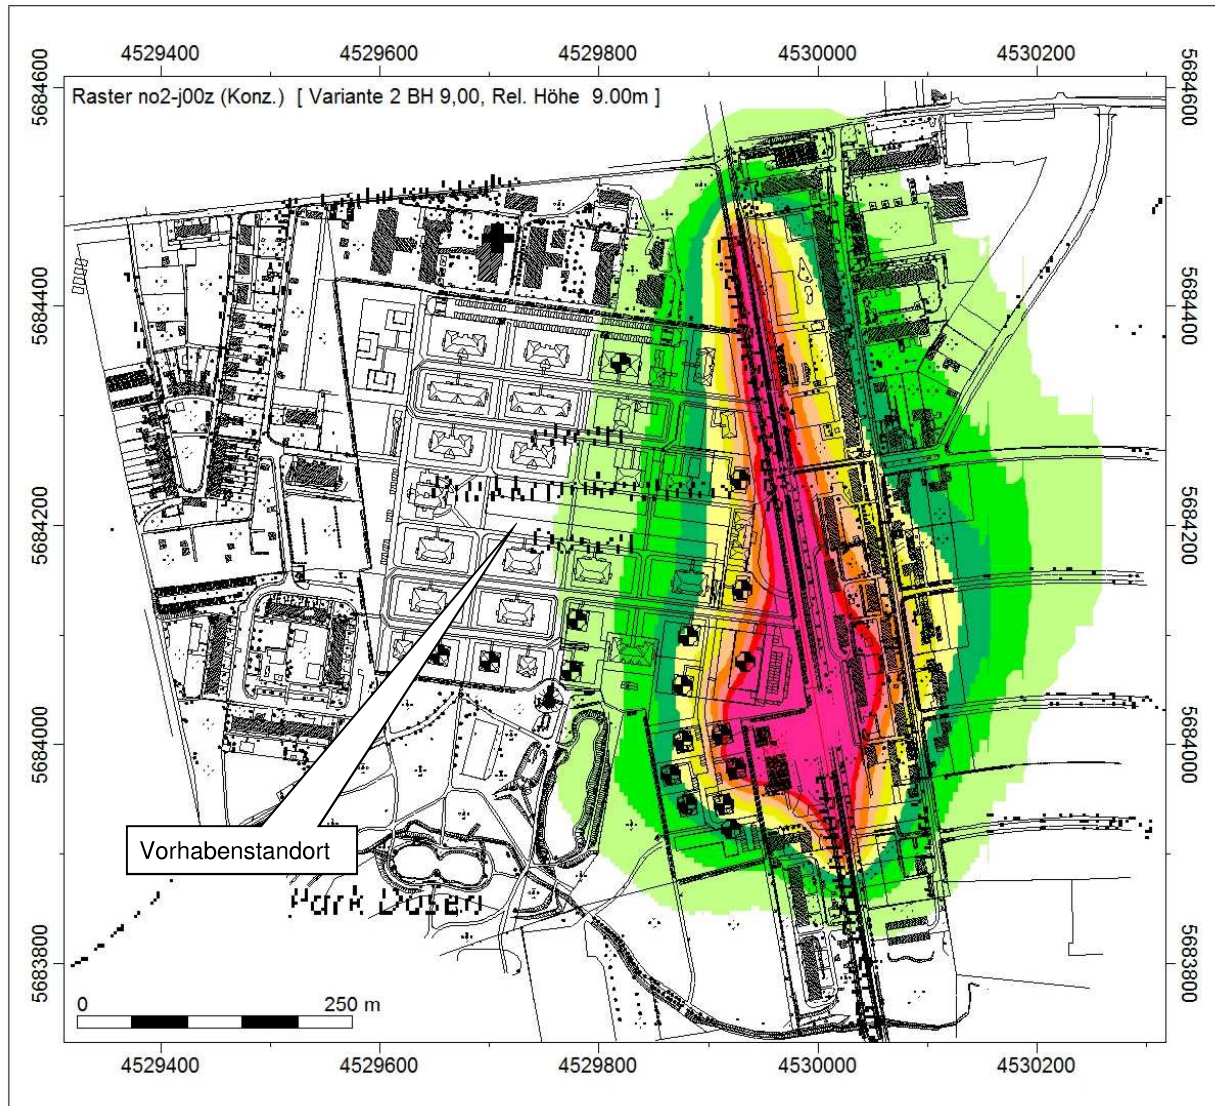 4529400 4529600 4529800 4530000 4530200
5684600 5684600
Raster no2-j00z (Konz.) [ Variante 2 BH 9,00, Rel. Höhe 9.00m ]
5684400 5684400
5684200 5684200
5684000 5684000
Vorhabenstandort
Park Dösen
5683800 5683800
0 250 m
4529400 4529600 4529800 4530000 4530200